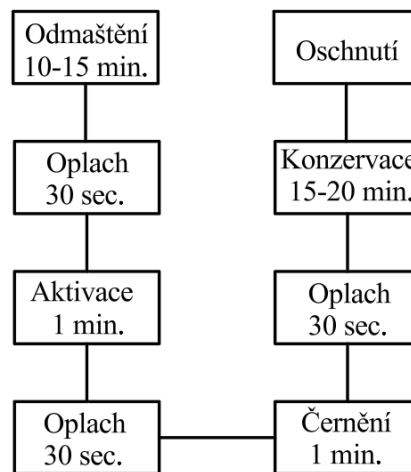 Odmaštění
10-15 min.
Oplach
30 sec.
Aktivace
1 min.
Oplach
30 sec.
Černění
1 min.
Oplach
30 sec.
Konzervace
15-20 min.
Oschnutí